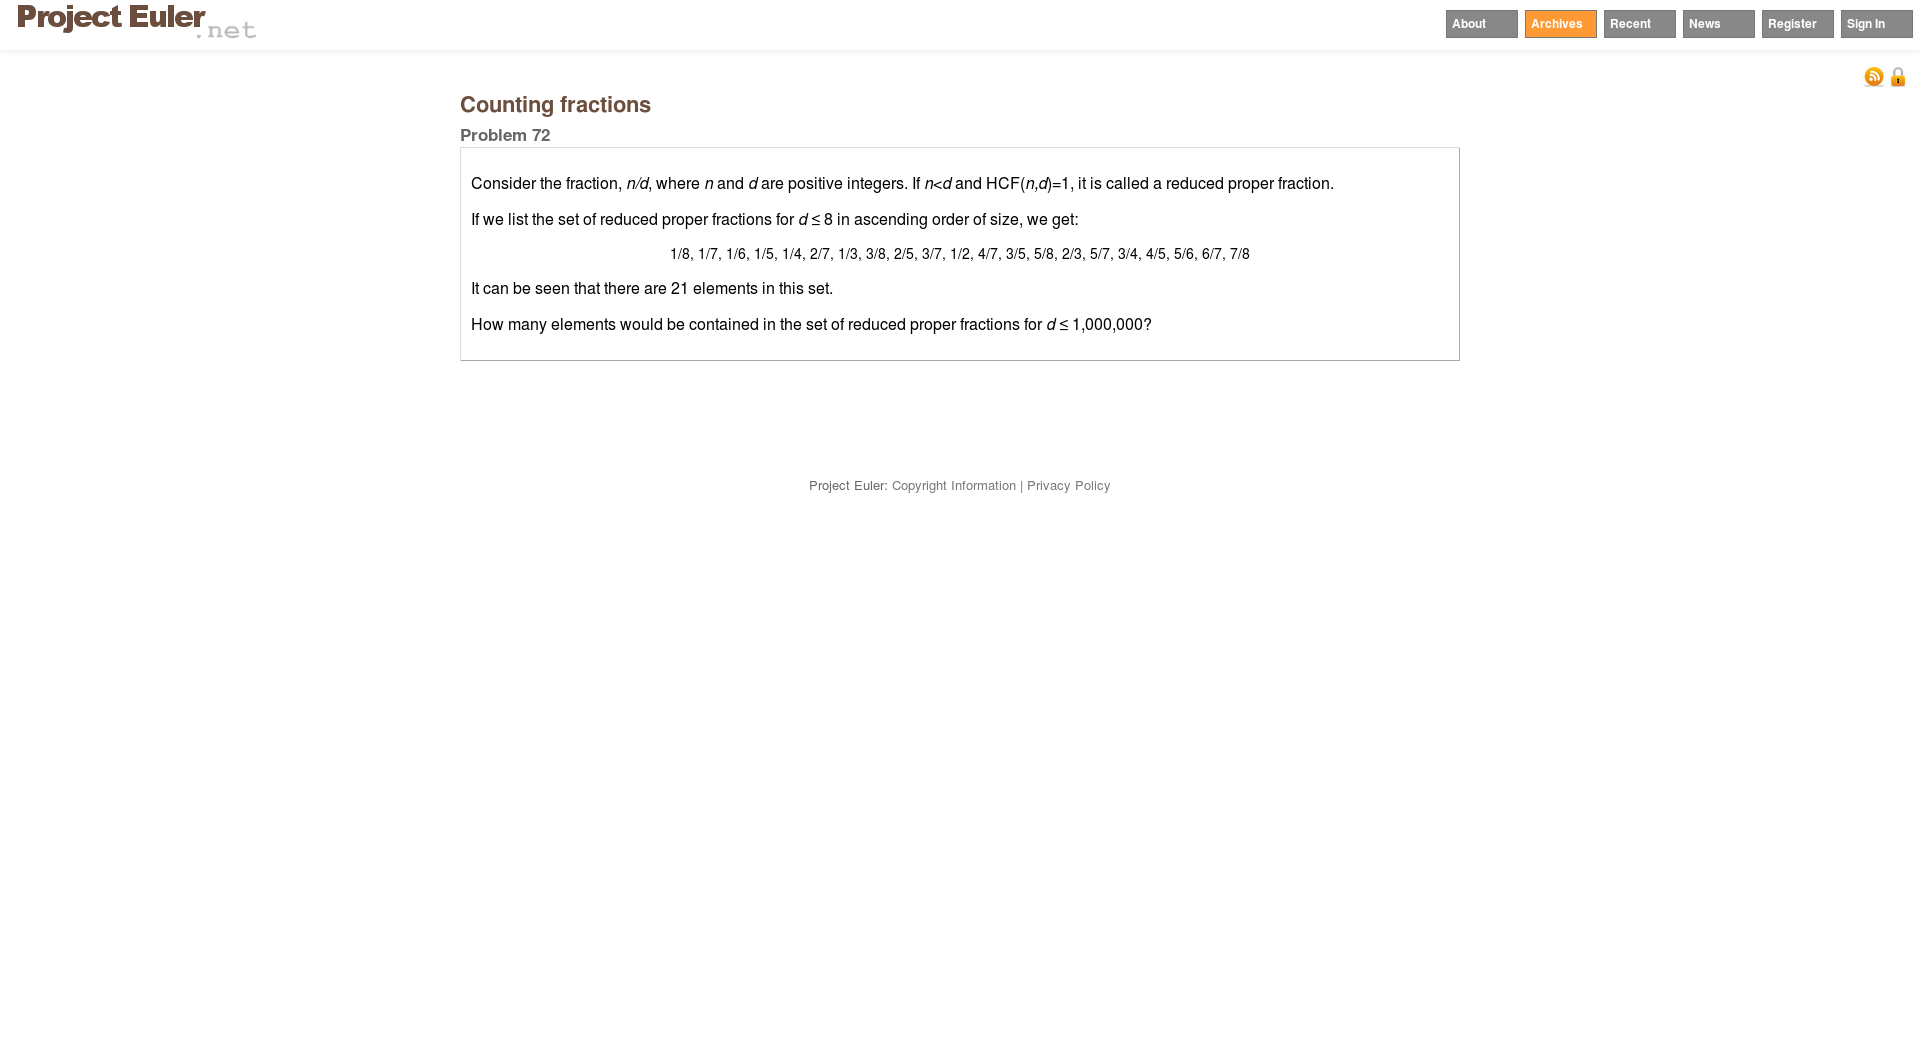 Project Euler.net
About Archives Recent News Register Sign In
Counting fractions
Problem 72
Consider the fraction, n/d, where n and d are positive integers. If n<d and HCF(n,d)=1, it is called a reduced proper fraction.
If we list the set of reduced proper fractions for d ≤ 8 in ascending order of size, we get:
1/8, 1/7, 1/6, 1/5, 1/4, 2/7, 1/3, 3/8, 2/5, 3/7, 1/2, 4/7, 3/5, 5/8, 2/3, 5/7, 3/4, 4/5, 5/6, 6/7, 7/8
It can be seen that there are 21 elements in this set.
How many elements would be contained in the set of reduced proper fractions for d ≤ 1,000,000?
Project Euler: Copyright Information | Privacy Policy